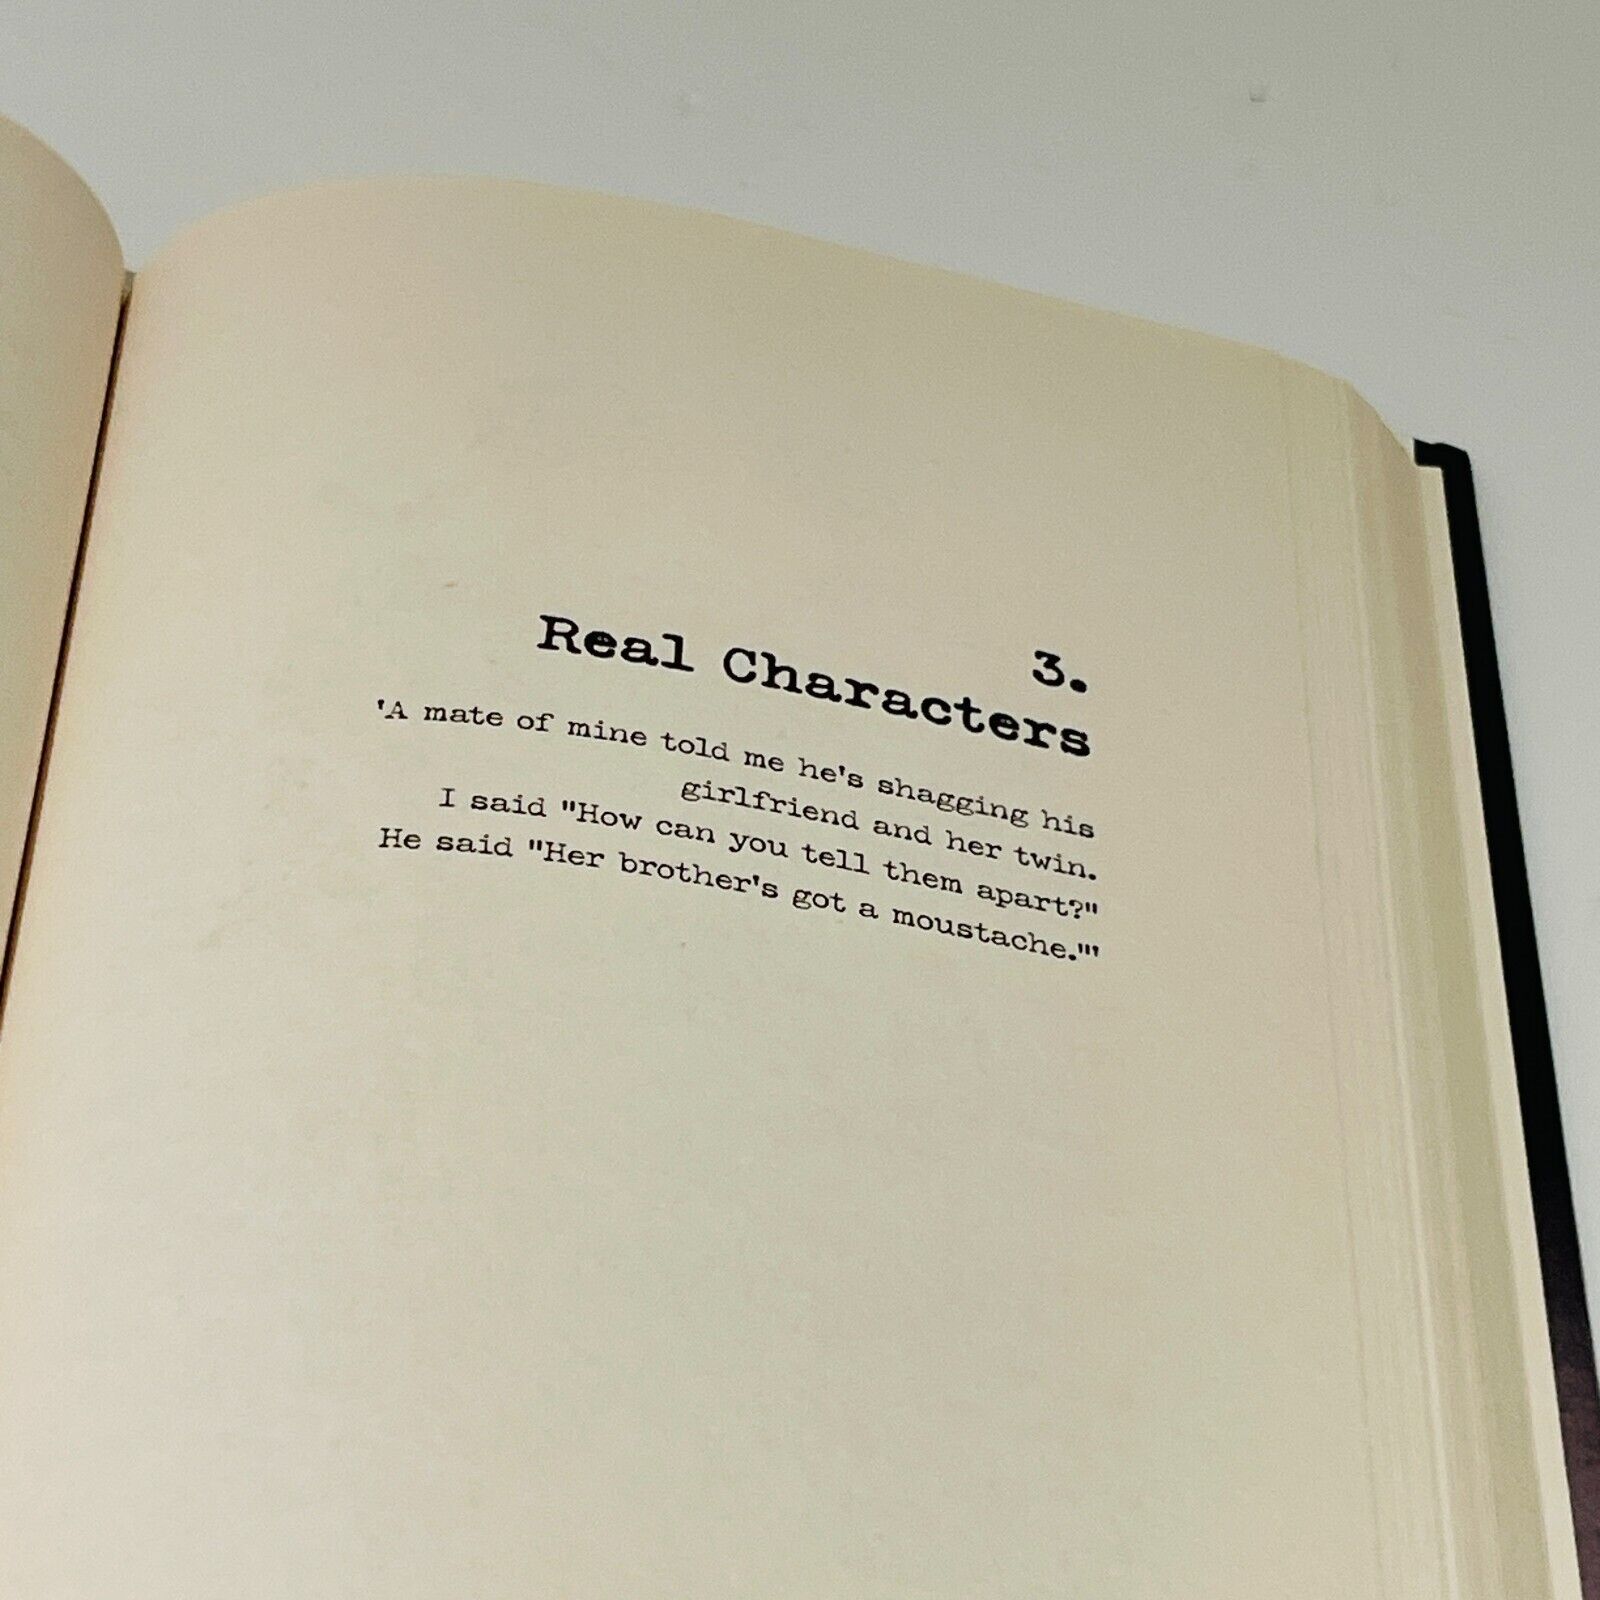 3.
Real Characters
'A mate of mine told me he's shagging his
girlfriend and her twin.
I said "How can you tell them apart?"
He said "Her brother's got a moustache."'